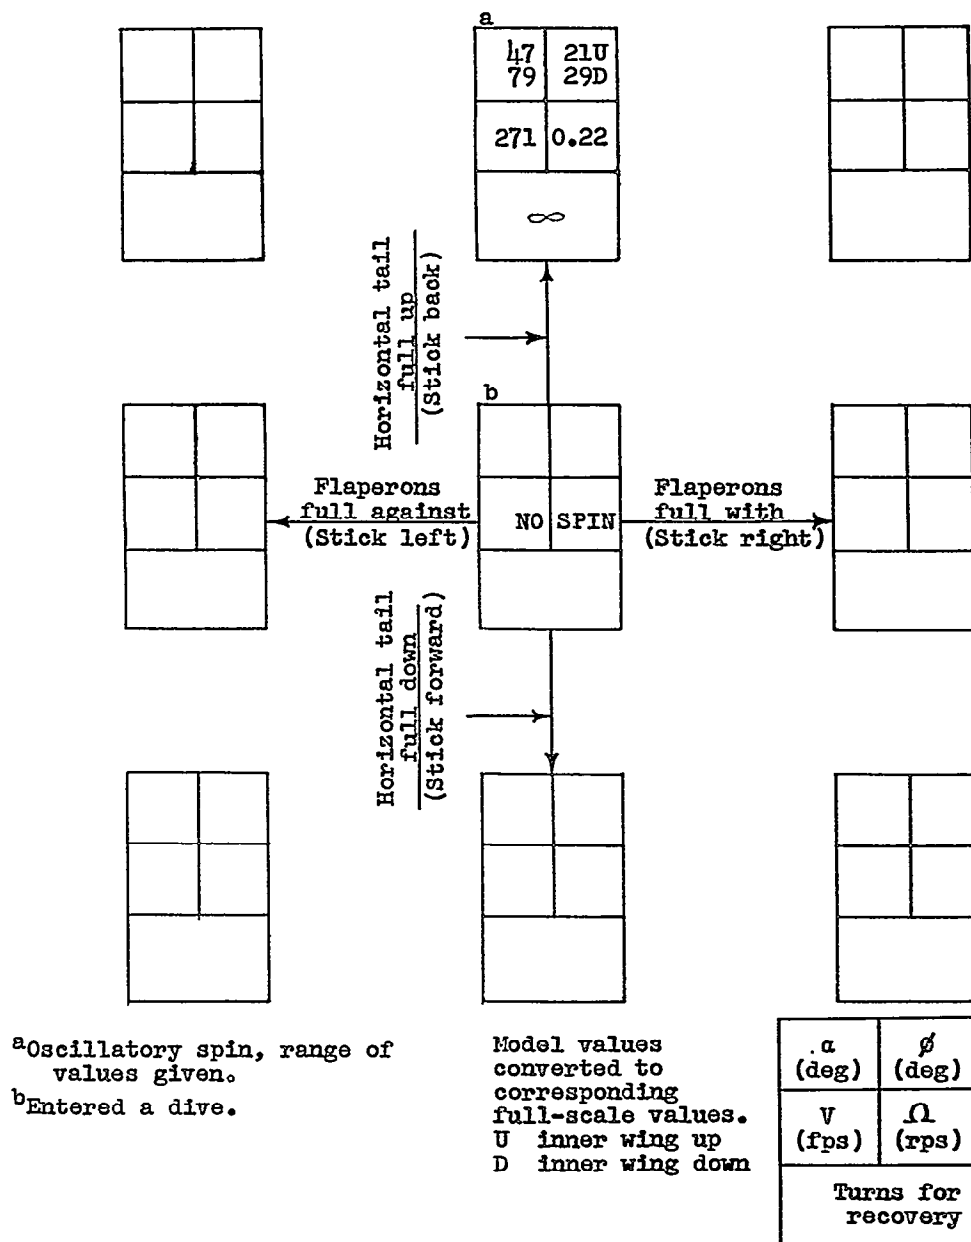 a
47 21U
79 29D
271 0.22
∞
Horizontal tail
full up
(Stick back)
b
NO SPIN
Flaperons
full against
(Stick left)
Flaperons
full with
(Stick right)
Horizontal tail
full down
(Stick forward)
aOscillatory spin, range of
values given.
bEntered a dive.
Model values
converted to
corresponding
full-scale values.
U inner wing up
D inner wing down
α
(deg)
ø
(deg)
V
(fps)
Ω
(rps)
Turns for
recovery